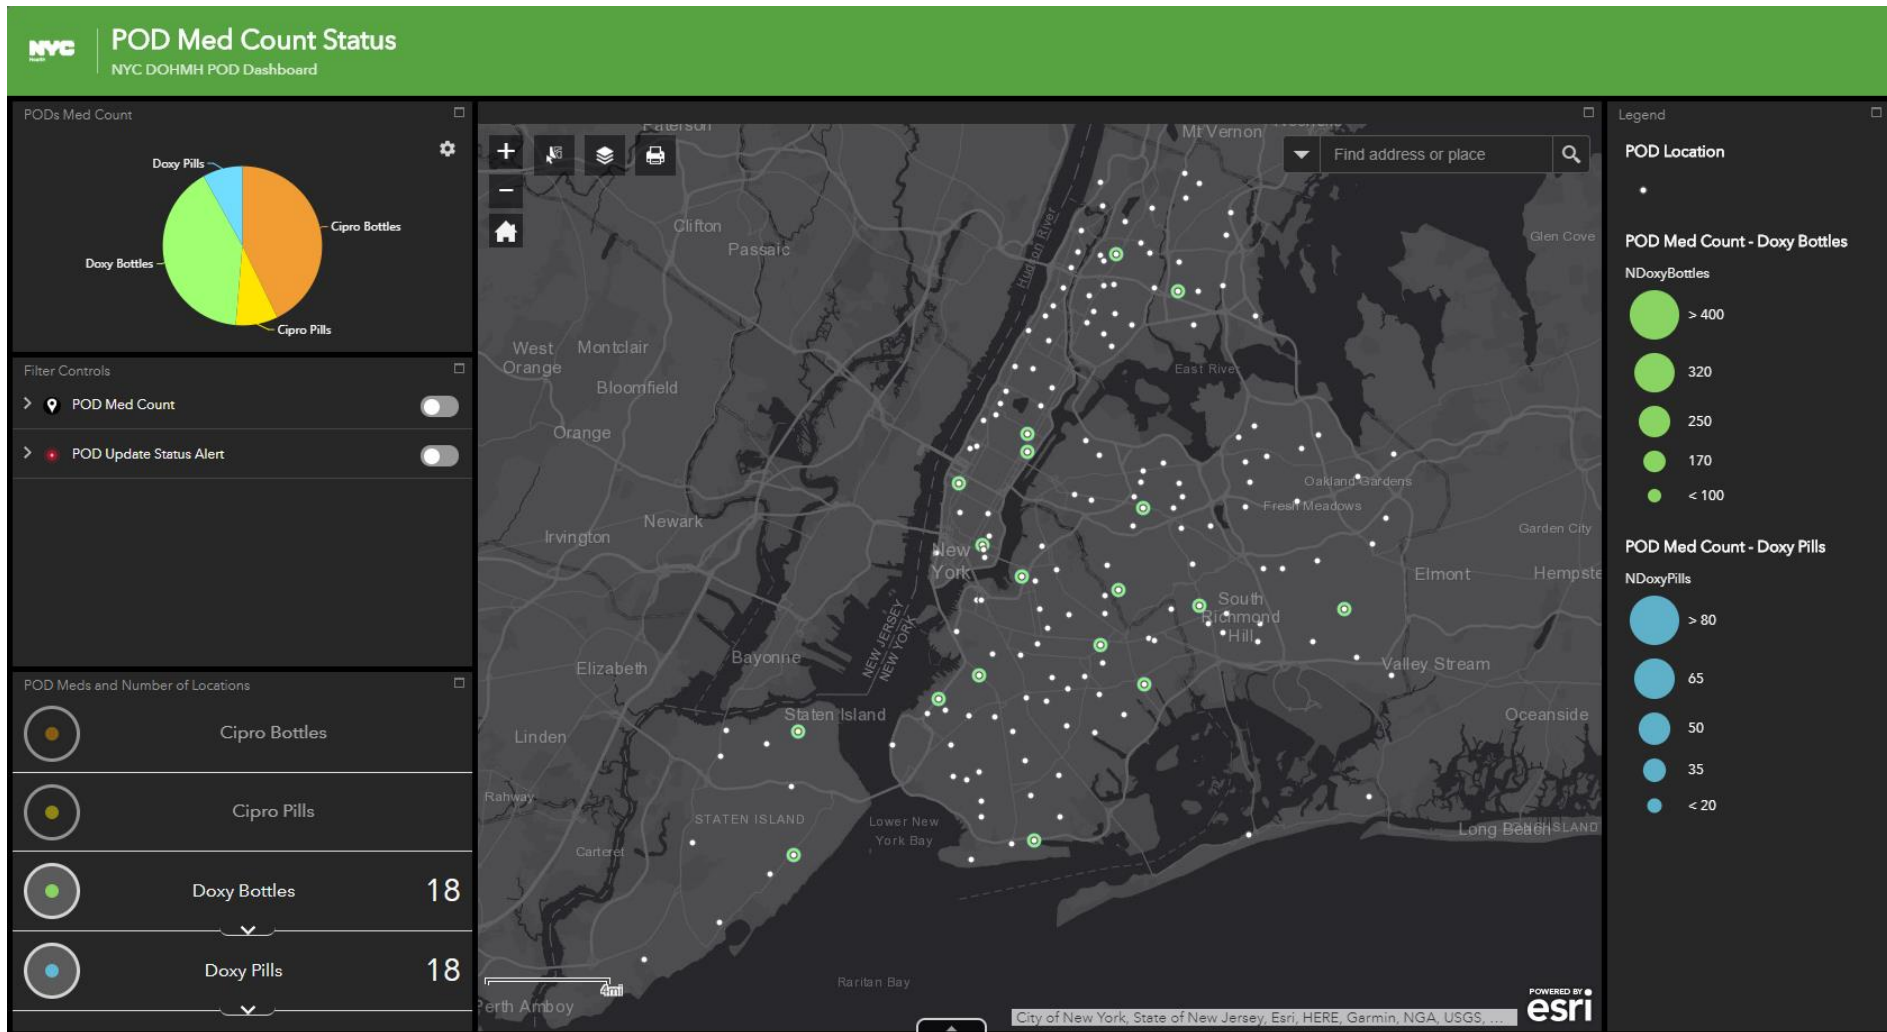 NYC
Health
POD Med Count Status
NYC DOHMH POD Dashboard
PODs Med Count
Doxy Pills
Cipro Bottles
Doxy Bottles
Cipro Pills
Filter Controls
POD Med Count
POD Update Status Alert
POD Meds and Number of Locations
Cipro Bottles
Cipro Pills
Doxy Bottles 18
Doxy Pills 18
Find address or place
Paterson
Mt Vernon
Clifton
Passaic
Hudson River
Glen Cove
West Orange
Montclair
Bloomfield
East River
Orange
Oakland Gardens
Fresh Meadows
Newark
Irvington
Garden City
New York
Elmont
Hempste
South Richmond Hill
NEW JERSEY
NEW YORK
Bayonne
Elizabeth
Valley Stream
Staten Island
Linden
Oceanside
Rahway
STATEN ISLAND
Lower New York Bay
Long Beach
Carteret
Raritan Bay
4mi
Perth Amboy
City of New York, State of New Jersey, Esri, HERE, Garmin, NGA, USGS, ...
POWERED BY
esri
Legend
POD Location
POD Med Count - Doxy Bottles
NDoxyBottles
> 400
320
250
170
< 100
POD Med Count - Doxy Pills
NDoxyPills
> 80
65
50
35
< 20